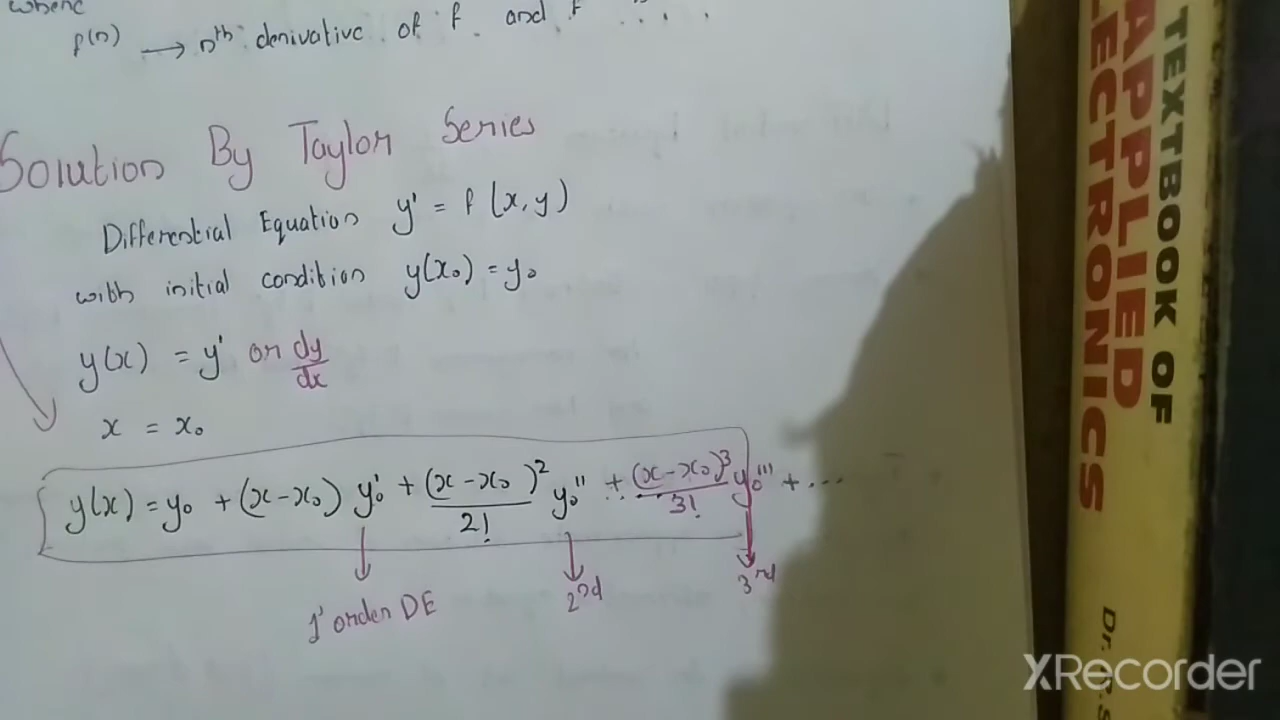 where
f(n) → nth derivative of f and f ....
Solution By Taylor Series
Differential Equation y' = f(x,y)
with initial condition y(x₀) = y₀
y(x) = y' or dy/dx
x = x₀
y(x) = y₀ + (x-x₀) y₀' + (x-x₀)²/2! y₀'' + (x-x₀)³/3! y₀''' + ...
1' order DE
2nd
3rd
TEXTBOOK OF
APPLIED
LECTRONICS
Dr.
XRecorder